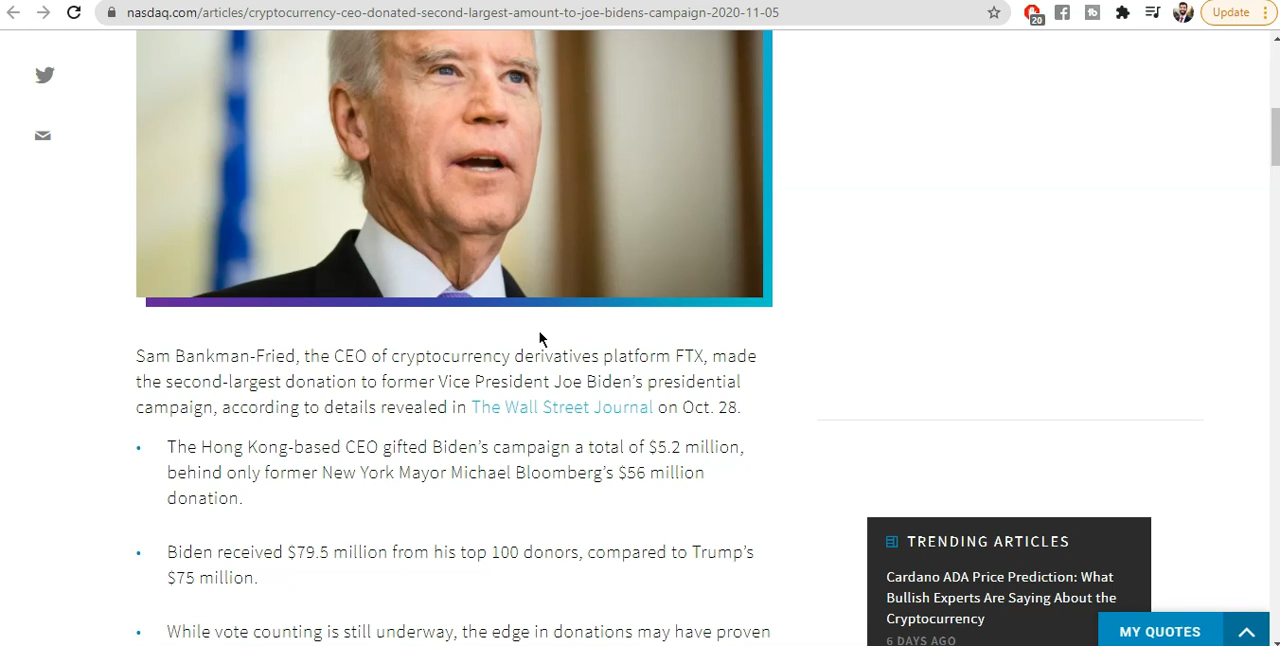 nasdaq.com/articles/cryptocurrency-ceo-donated-second-largest-amount-to-joe-bidens-campaign-2020-11-05
20
Update
Sam Bankman-Fried, the CEO of cryptocurrency derivatives platform FTX, made
the second-largest donation to former Vice President Joe Biden’s presidential
campaign, according to details revealed in The Wall Street Journal on Oct. 28.
• The Hong Kong-based CEO gifted Biden’s campaign a total of $5.2 million,
behind only former New York Mayor Michael Bloomberg’s $56 million
donation.
• Biden received $79.5 million from his top 100 donors, compared to Trump’s
$75 million.
• While vote counting is still underway, the edge in donations may have proven
TRENDING ARTICLES
Cardano ADA Price Prediction: What
Bullish Experts Are Saying About the
Cryptocurrency
6 DAYS AGO
MY QUOTES